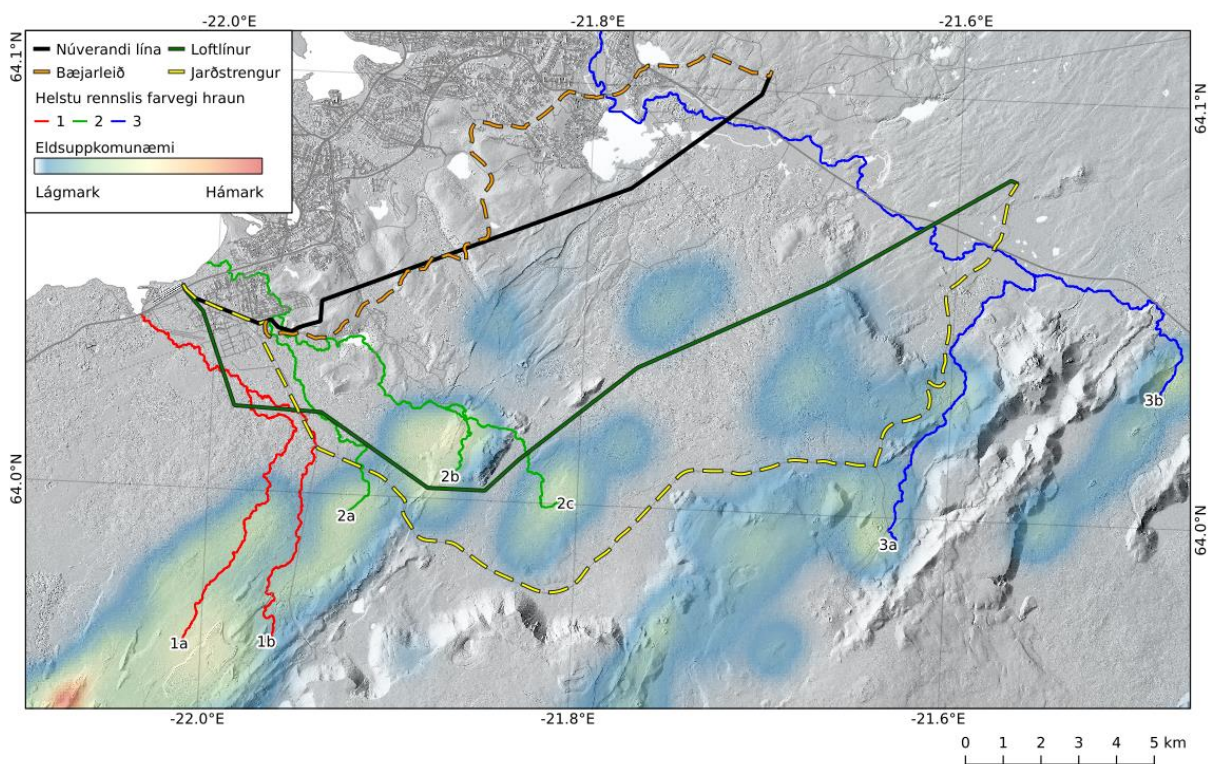 -22.0°E
-21.8°E
-21.6°E
64.1°N
Núverandi lína
Loftlínur
Bæjarleið
Jarðstrengur
Helstu rennslis farvegi hraun
1
2
3
Eldsuppkomunæmi
Lágmark
Hámark
64.1°N
3b
64.0°N
2b
2a
2c
64.0°N
3a
1a
1b
-22.0°E
-21.8°E
-21.6°E
0 1 2 3 4 5 km